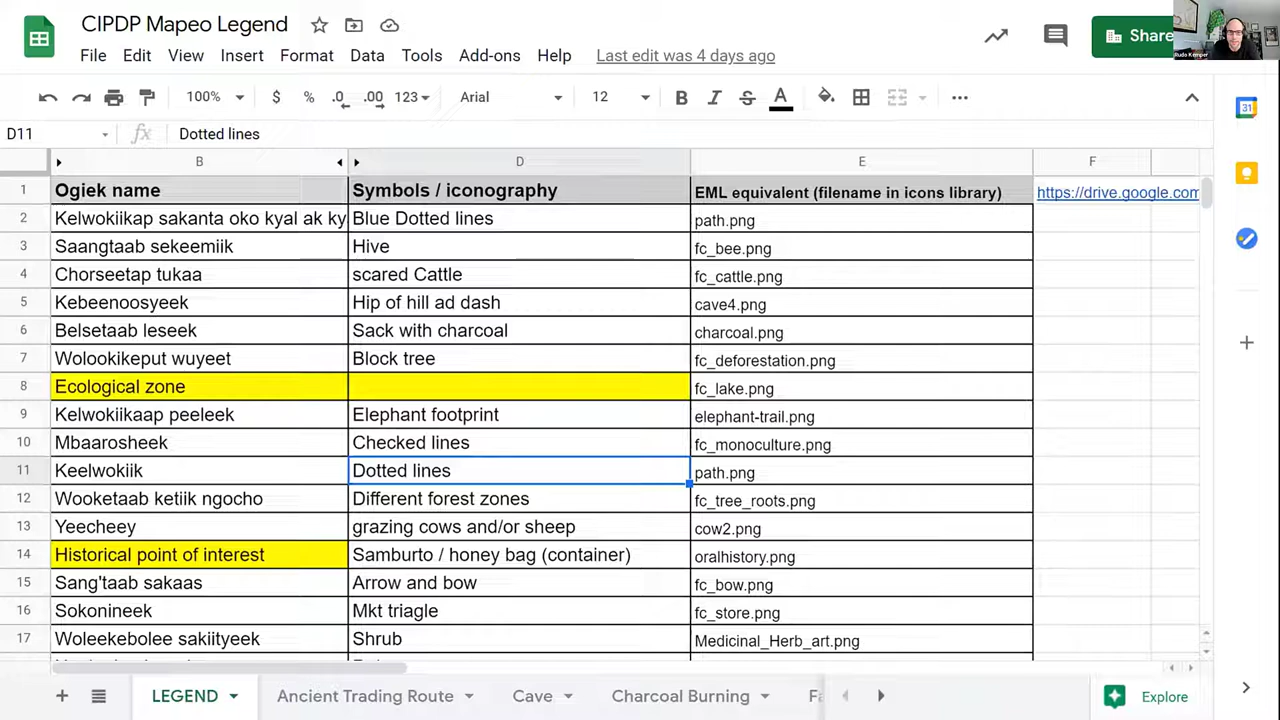 CIPDP Mapeo Legend
File Edit View Insert Format Data Tools Addons Help Last edit was 4 days ago
Share
Rudo Kemper
100% $ % .0 .00 123 Arial 12 B I S A
D11 fx Dotted lines
31
B D E F
1 Ogiek name Symbols / iconography EML equivalent (filename in icons library) https://drive.google.com
2 Kelwokiikap sakanta oko kyal ak ky Blue Dotted lines path.png
3 Saangtaab sekeemiik Hive fc_bee.png
4 Chorseetap tukaa scared Cattle fc_cattle.png
5 Kebeenoosyeek Hip of hill ad dash cave4.png
6 Belsetaab leseek Sack with charcoal charcoal.png
7 Wolookikeput wuyeet Block tree fc_deforestation.png
8 Ecological zone fc_lake.png
9 Kelwokiikaap peeleek Elephant footprint elephant-trail.png
10 Mbaarosheek Checked lines fc_monoculture.png
11 Keelwokiik Dotted lines path.png
12 Wooketaab ketiik ngocho Different forest zones fc_tree_roots.png
13 Yeecheey grazing cows and/or sheep cow2.png
14 Historical point of interest Samburto / honey bag (container) oralhistory.png
15 Sang'taab sakaas Arrow and bow fc_bow.png
16 Sokonineek Mkt triagle fc_store.png
17 Woleekebolee sakiityeek Shrub Medicinal_Herb_art.png
LEGEND Ancient Trading Route Cave Charcoal Burning Explore